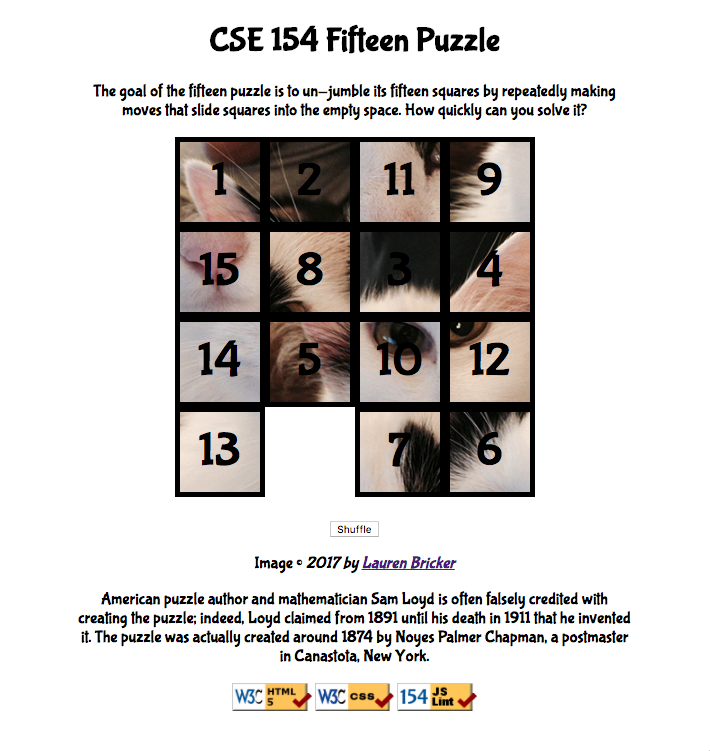 CSE 154 Fifteen Puzzle
The goal of the fifteen puzzle is to un-jumble its fifteen squares by repeatedly making
moves that slide squares into the empty space. How quickly can you solve it?
1 2 11 9
15 8 3 4
14 5 10 12
13 7 6
Shuffle
Image © 2017 by Lauren Bricker
American puzzle author and mathematician Sam Loyd is often falsely credited with
creating the puzzle; indeed, Loyd claimed from 1891 until his death in 1911 that he invented
it. The puzzle was actually created around 1874 by Noyes Palmer Chapman, a postmaster
in Canastota, New York.
W3C HTML 5 W3C CSS 154 JS Lint